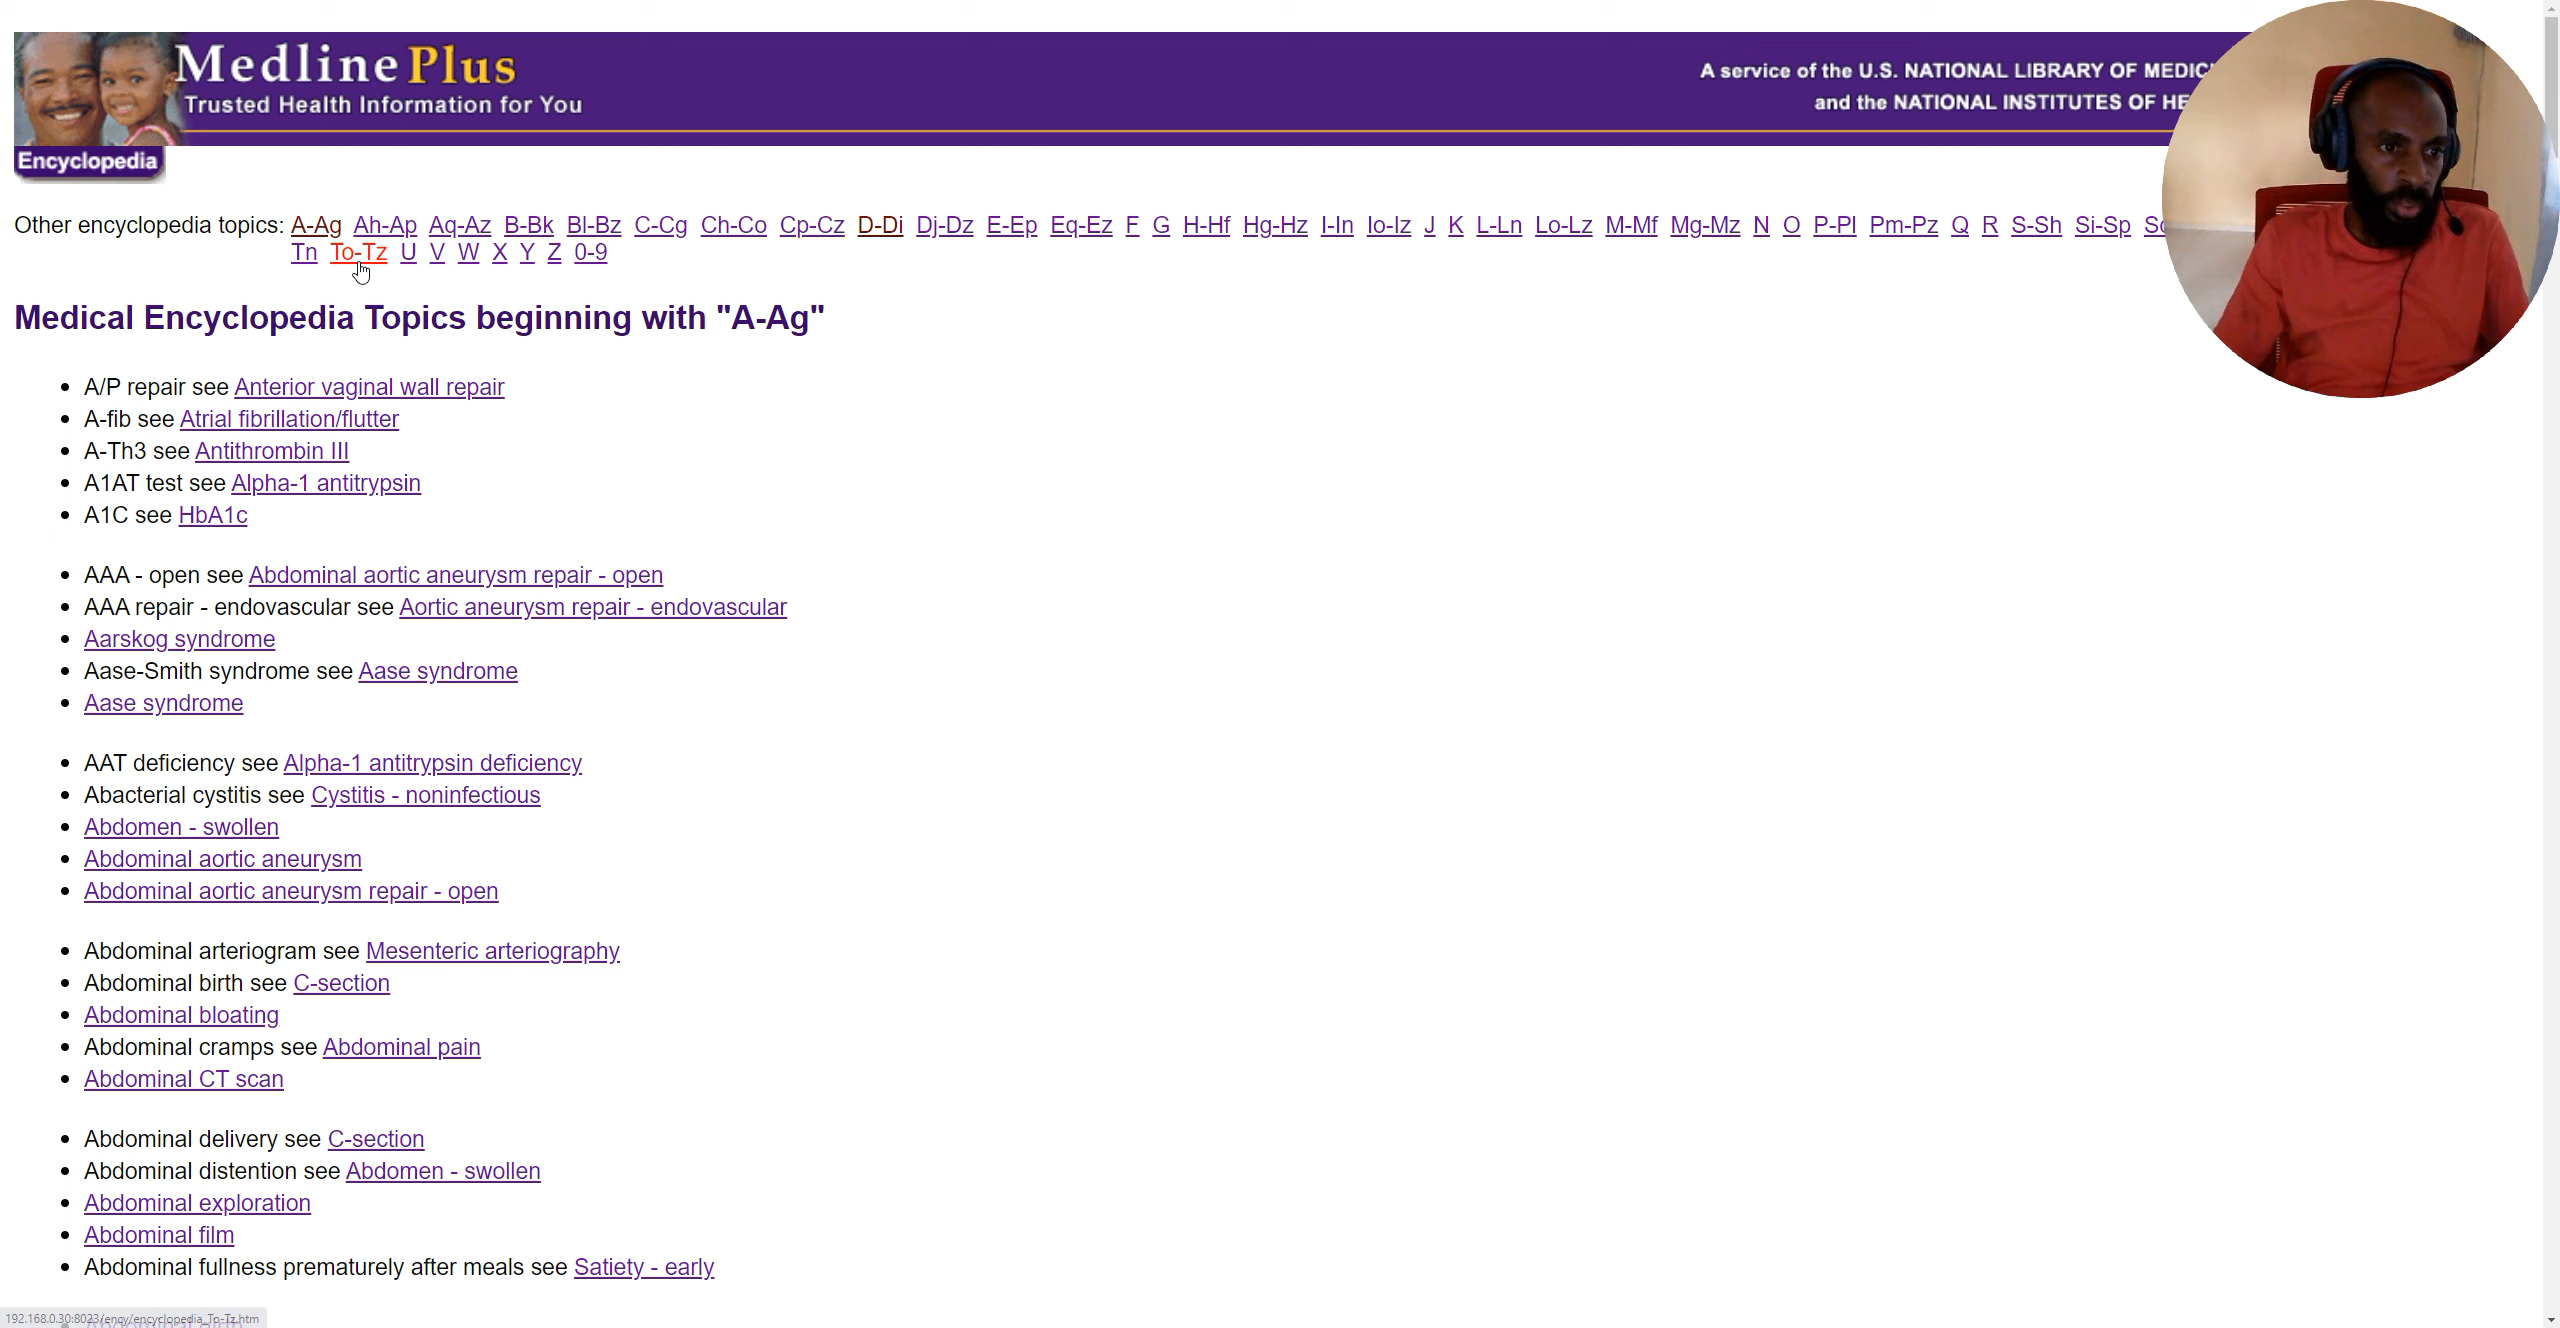 MedlinePlus
Trusted Health Information for You
A service of the U.S. NATIONAL LIBRARY OF
and the NATIONAL INSTITUTES OF
Encyclopedia
Other encyclopedia topics: A-Ag Ah-Ap Aq-Az B-Bk Bl-Bz C-Cg Ch-Co Cp-Cz D-Di Dj-Dz E-Ep Eq-Ez F G H-Hf Hg-Hz I-In Io-Iz J K L-Ln Lo-Lz M-Mf Mg-Mz N O P-Pl Pm-Pz Q R S-Sh Si-Sp
Tn To-Tz U V W X Y Z 0-9
Medical Encyclopedia Topics beginning with "A-Ag"
A/P repair see Anterior vaginal wall repair
A-fib see Atrial fibrillation/flutter
A-Th3 see Antithrombin III
A1AT test see Alpha-1 antitrypsin
A1C see HbA1c
AAA - open see Abdominal aortic aneurysm repair - open
AAA repair - endovascular see Aortic aneurysm repair - endovascular
Aarskog syndrome
Aase-Smith syndrome see Aase syndrome
Aase syndrome
AAT deficiency see Alpha-1 antitrypsin deficiency
Abacterial cystitis see Cystitis - noninfectious
Abdomen - swollen
Abdominal aortic aneurysm
Abdominal aortic aneurysm repair - open
Abdominal arteriogram see Mesenteric arteriography
Abdominal birth see C-section
Abdominal bloating
Abdominal cramps see Abdominal pain
Abdominal CT scan
Abdominal delivery see C-section
Abdominal distention see Abdomen - swollen
Abdominal exploration
Abdominal film
Abdominal fullness prematurely after meals see Satiety - early
192.168.0.30:8023/ency/encyclopedia_To-Tz.htm